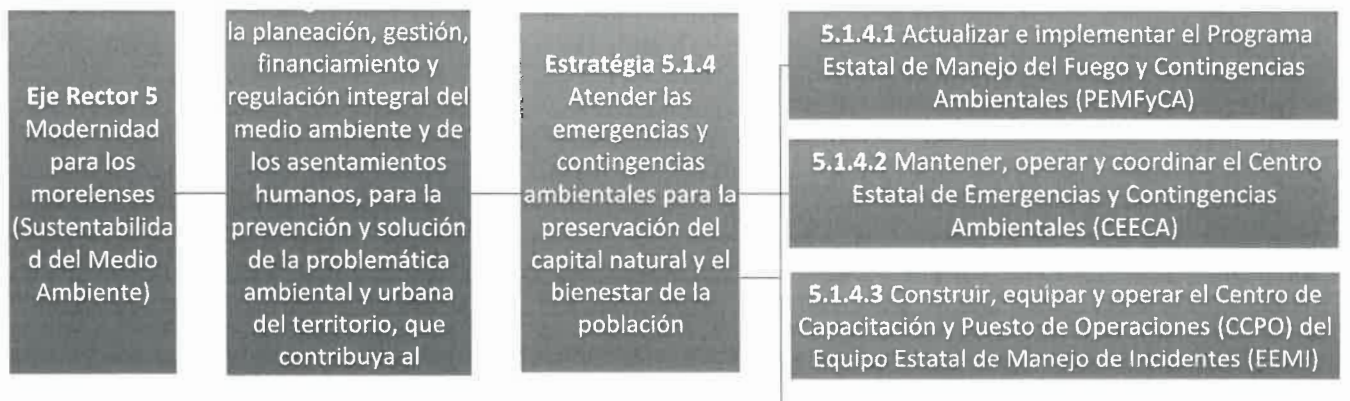 Eje Rector 5
Modernidad
para los
morelenses
(Sustentabilida
d del Medio
Ambiente)
la planeación, gestión,
financiamiento y
regulación integral del
medio ambiente y de
los asentamientos
humanos, para la
prevención y solución
de la problemática
ambiental y urbana
del territorio, que
contribuya al
Estratégia 5.1.4
Atender las
emergencias y
contingencias
ambientales para la
preservación del
capital natural y el
bienestar de la
población
5.1.4.1 Actualizar e implementar el Programa
Estatal de Manejo del Fuego y Contingencias
Ambientales (PEMFyCA)
5.1.4.2 Mantener, operar y coordinar el Centro
Estatal de Emergencias y Contingencias
Ambientales (CEECA)
5.1.4.3 Construir, equipar y operar el Centro de
Capacitación y Puesto de Operaciones (CCPO) del
Equipo Estatal de Manejo de Incidentes (EEMI)